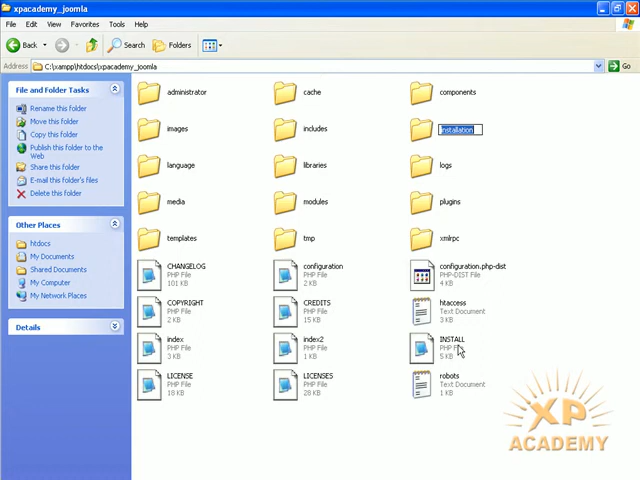 xpacademy_joomla
File Edit View Favorites Tools Help
Back Search Folders
Address C:\xampp\htdocs\xpacademy_joomla Go
File and Folder Tasks
Rename this folder
Move this folder
Copy this folder
Publish this folder to the
Web
Share this folder
E-mail this folder's files
Delete this folder
Other Places
htdocs
My Documents
Shared Documents
My Computer
My Network Places
Details
administrator cache components
images includes installation
language libraries logs
media modules plugins
templates tmp xmlrpc
CHANGELOG configuration configuration.php-dist
PHP File PHP File PHP-DIST File
101 KB 2 KB 4 KB
COPYRIGHT CREDITS htaccess
PHP File PHP File Text Document
2 KB 15 KB 3 KB
index index2 INSTALL
PHP File PHP File PHP File
3 KB 1 KB 5 KB
LICENSE LICENSES robots
PHP File PHP File Text Document
18 KB 28 KB 1 KB
XP
ACADEMY